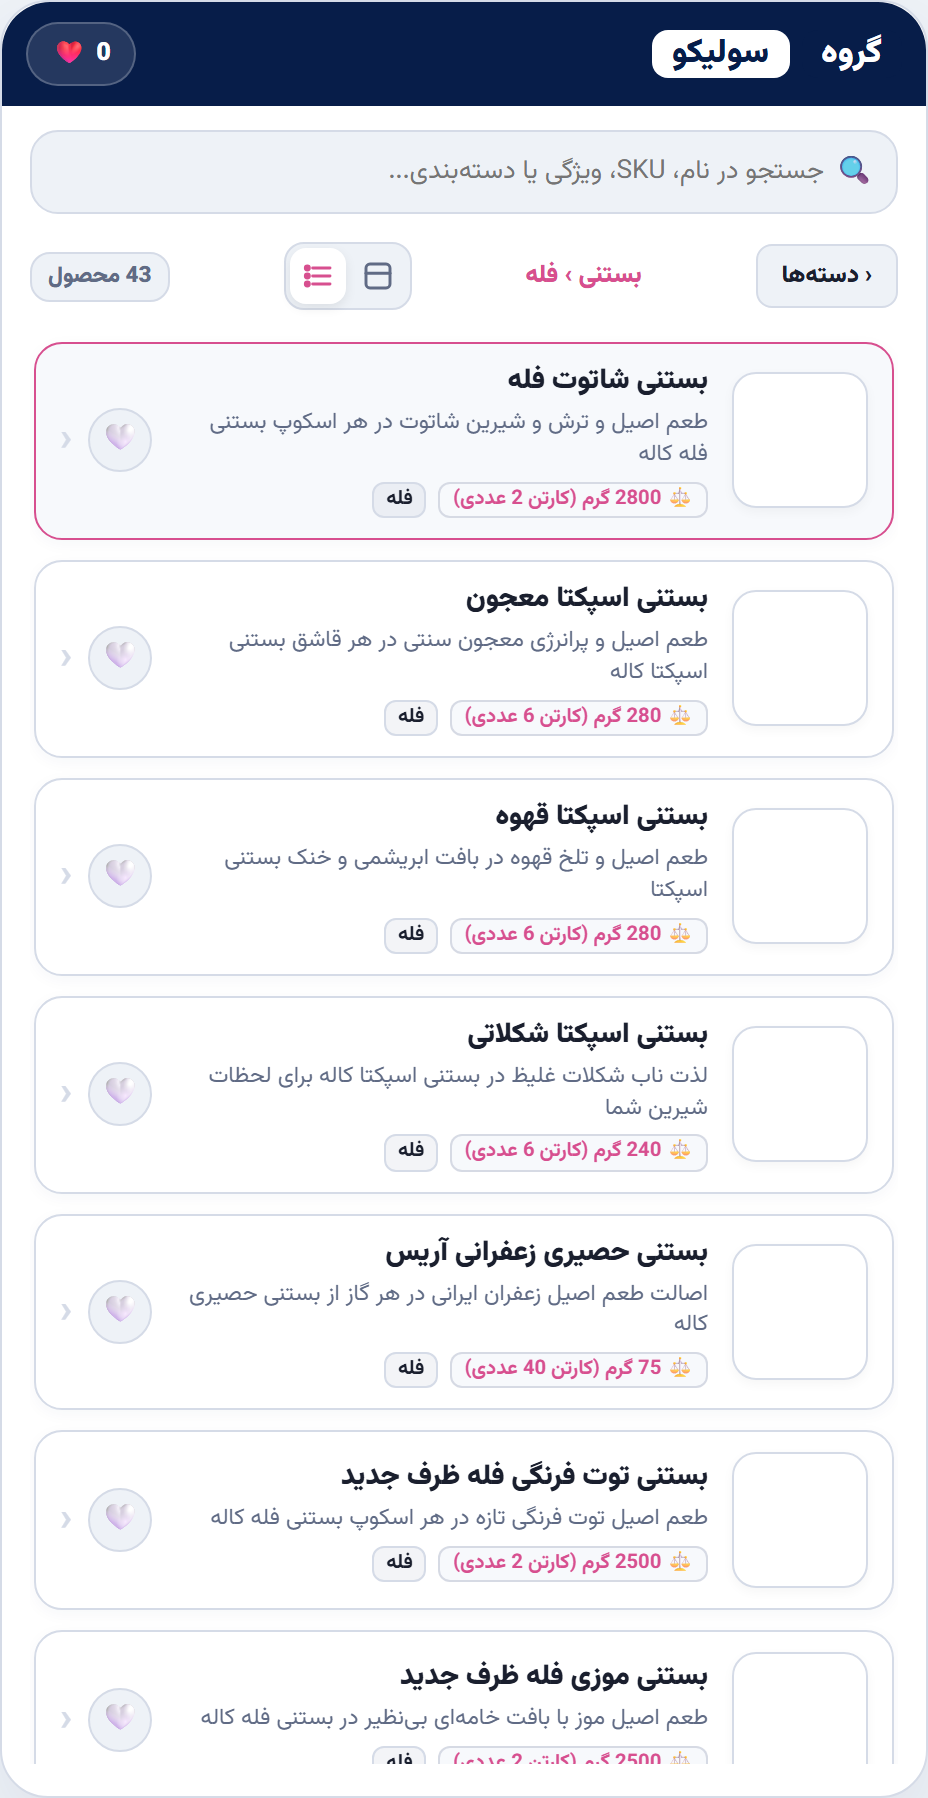 گروه سولیکو
0
جستجو در نام، SKU، ویژگی یا دسته‌بندی...
‹ دسته‌ها
بستنی › فله
43 محصول
بستنی شاتوت فله
طعم اصیل و ترش و شیرین شاتوت در هر اسکوپ بستنی
فله کاله
2800 گرم (کارتن 2 عددی)
فله
بستنی اسپکتا معجون
طعم اصیل و پرانرژی معجون سنتی در هر قاشق بستنی
اسپکتا کاله
280 گرم (کارتن 6 عددی)
فله
بستنی اسپکتا قهوه
طعم اصیل و تلخ قهوه در بافت ابریشمی و خنک بستنی
اسپکتا
280 گرم (کارتن 6 عددی)
فله
بستنی اسپکتا شکلاتی
لذت ناب شکلات غلیظ در بستنی اسپکتا کاله برای لحظات
شیرین شما
240 گرم (کارتن 6 عددی)
فله
بستنی حصیری زعفرانی آریس
اصالت طعم اصیل زعفران ایرانی در هر گاز از بستنی حصیری
کاله
75 گرم (کارتن 40 عددی)
فله
بستنی توت فرنگی فله ظرف جدید
طعم اصیل توت فرنگی تازه در هر اسکوپ بستنی فله کاله
2500 گرم (کارتن 2 عددی)
فله
بستنی موزی فله ظرف جدید
طعم اصیل موز با بافت خامه‌ای بی‌نظیر در بستنی فله کاله
2500 گرم (کارتن 2 عددی)
فله